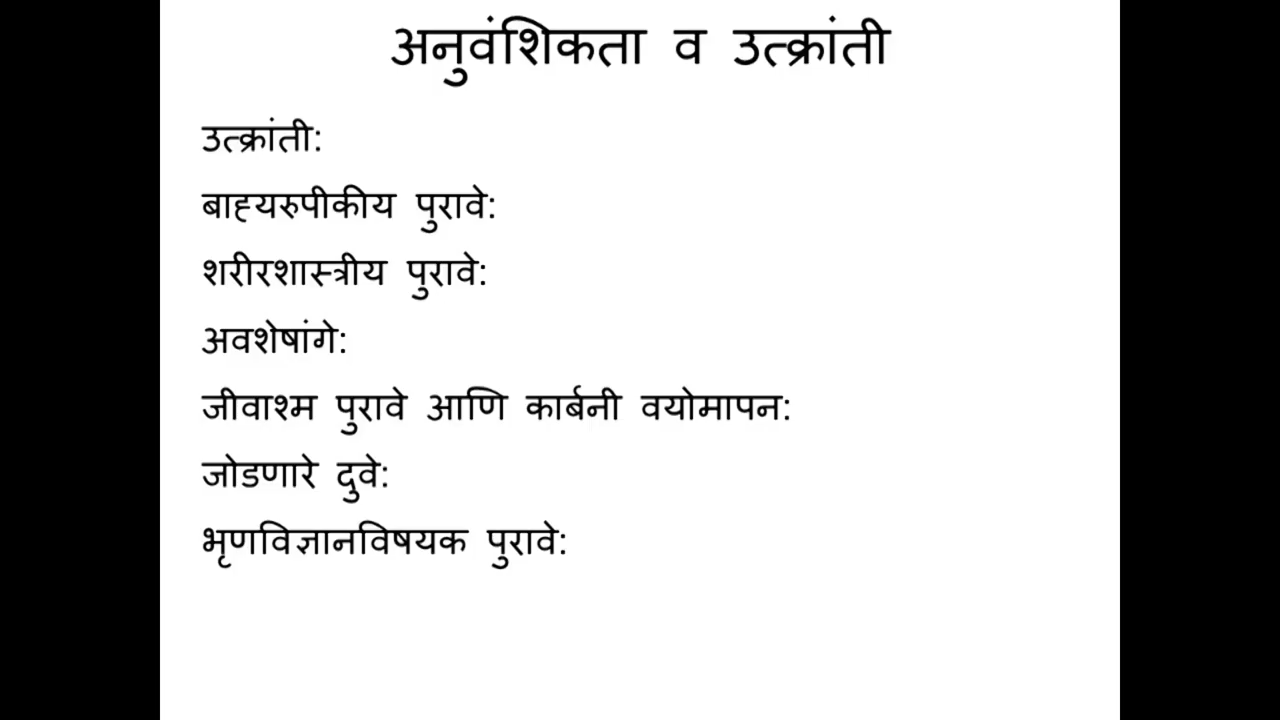 अनुवंशिकता व उत्क्रांती
उत्क्रांती:
बाह्यरुपीकीय पुरावे:
शरीरशास्त्रीय पुरावे:
अवशेषांगे:
जीवाश्म पुरावे आणि कार्बनी वयोमापन:
जोडणारे दुवे:
भृणविज्ञानविषयक पुरावे: